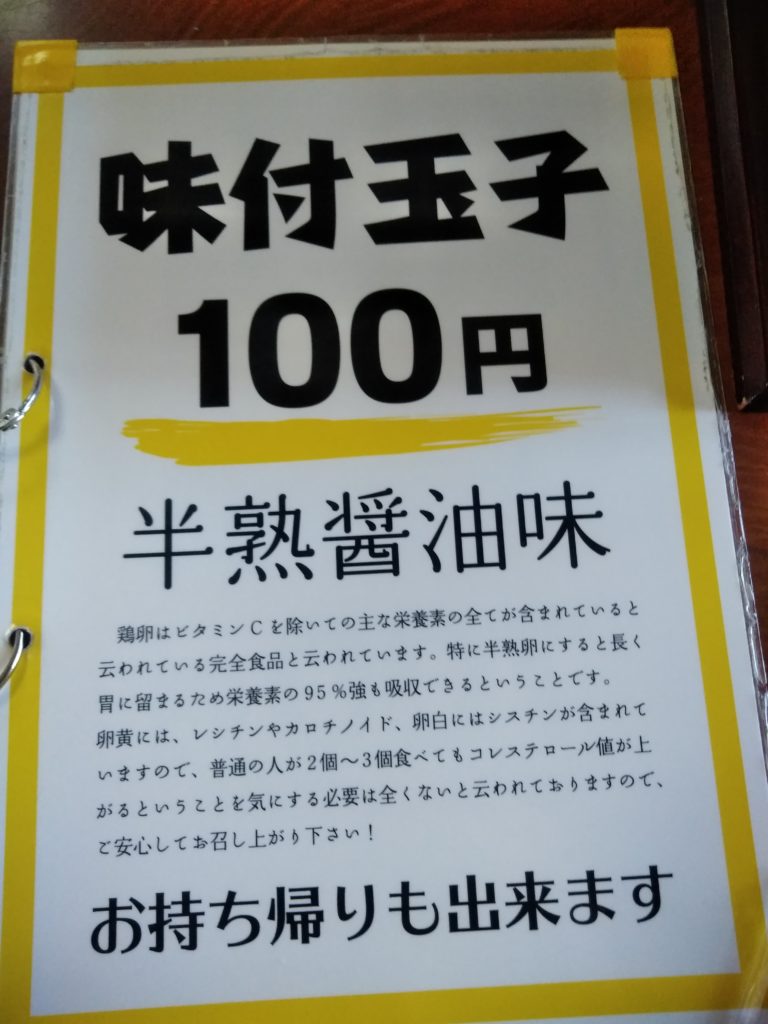 味付玉子
100円
半熟醤油味
鶏卵はビタミンCを除いての主な栄養素の全てが含まれていると
云われている完全食品と云われています。特に半熟卵にすると長く
胃に留まるため栄養素の95%強も吸収できるということです。
卵黄には、レシチンやカロチノイド、卵白にはシスチンが含まれて
いますので、普通の人が2個〜3個食べてもコレステロール値が上
がるということを気にする必要は全くないと云われておりますので、
ご安心してお召し上がり下さい！
お持ち帰りも出来ます